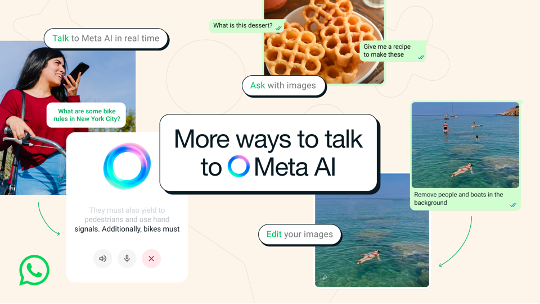 Talk to Meta AI in real time
What is this dessert?
Give me a recipe
to make these
Ask with images
What are some bike
rules in New York City?
More ways to talk
to Meta AI
They must also yield to
pedestrians and use hand
signals. Additionally, bikes must
Remove people and boats in the
background
Edit your images